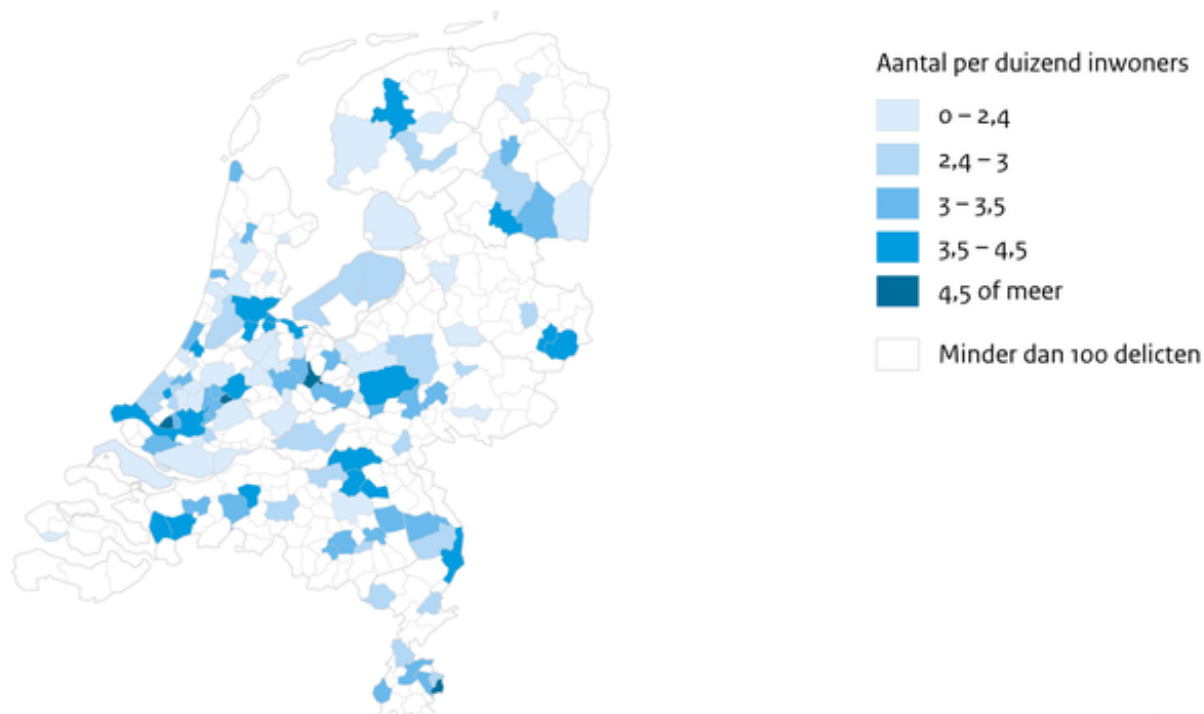 Aantal per duizend inwoners
0 – 2,4
2,4 – 3
3 – 3,5
3,5 – 4,5
4,5 of meer
Minder dan 100 delicten